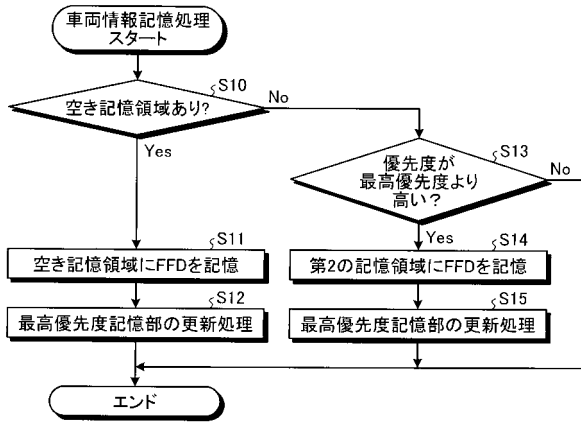 車両情報記憶処理
スタート
S10
空き記憶領域あり?
No
Yes
S13
優先度が
最高優先度より
高い?
No
Yes
S11
空き記憶領域にFFDを記憶
S14
第2の記憶領域にFFDを記憶
S12
最高優先度記憶部の更新処理
S15
最高優先度記憶部の更新処理
エンド